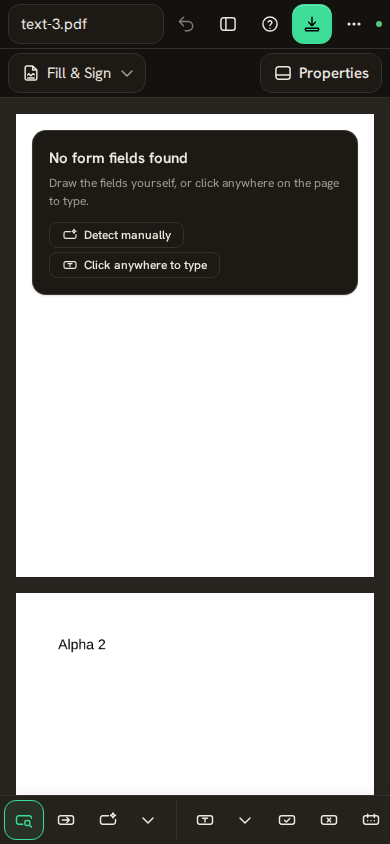 text-3.pdf
Fill & Sign
Properties
No form fields found
Draw the fields yourself, or click anywhere on the page
to type.
Detect manually
Click anywhere to type
Alpha 2